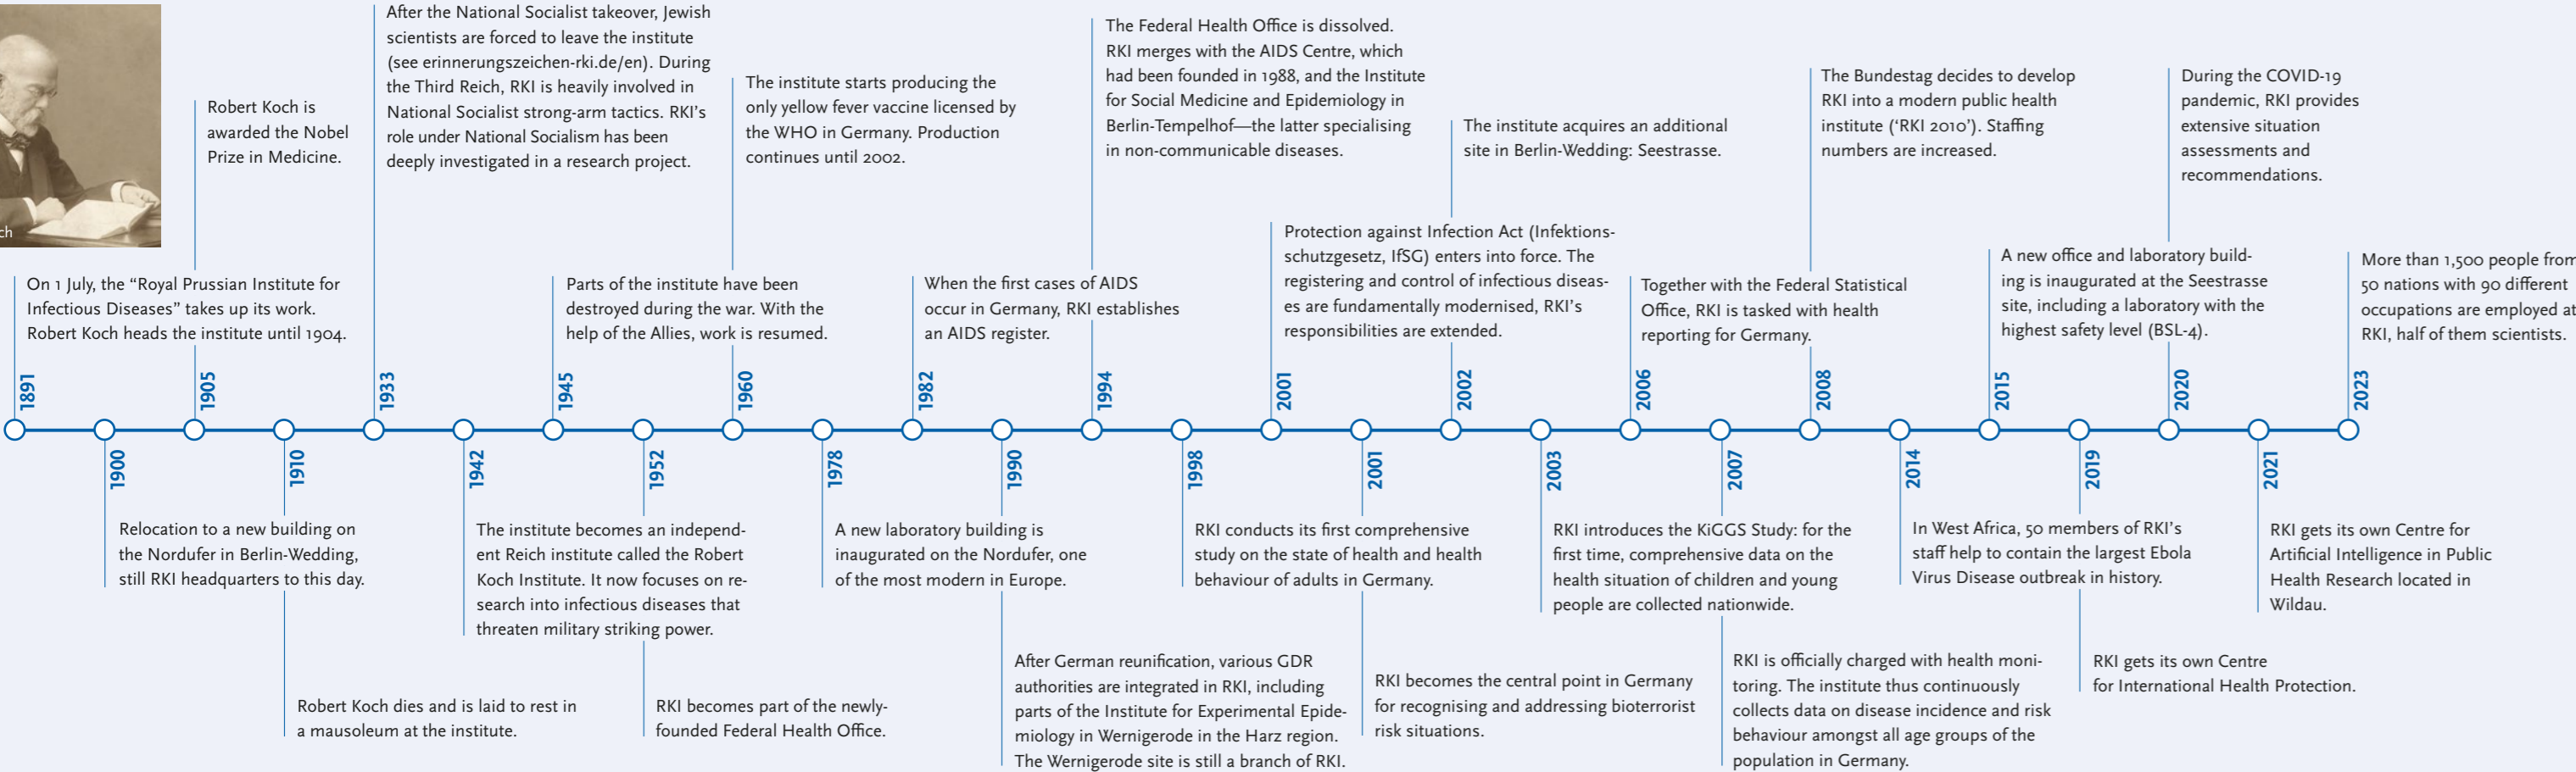 ch
1891
On 1 July, the “Royal Prussian Institute for
Infectious Diseases” takes up its work.
Robert Koch heads the institute until 1904.
1900
Relocation to a new building on
the Nordufer in Berlin-Wedding,
still RKI headquarters to this day.
1905
Robert Koch is
awarded the Nobel
Prize in Medicine.
1910
Robert Koch dies and is laid to rest in
a mausoleum at the institute.
1933
After the National Socialist takeover, Jewish
scientists are forced to leave the institute
(see erinnerungszeichen-rki.de/en). During
the Third Reich, RKI is heavily involved in
National Socialist strong-arm tactics. RKI’s
role under National Socialism has been
deeply investigated in a research project.
1942
The institute becomes an independ-
ent Reich institute called the Robert
Koch Institute. It now focuses on re-
search into infectious diseases that
threaten military striking power.
1945
Parts of the institute have been
destroyed during the war. With the
help of the Allies, work is resumed.
1952
RKI becomes part of the newly-
founded Federal Health Office.
1960
The institute starts producing the
only yellow fever vaccine licensed by
the WHO in Germany. Production
continues until 2002.
1978
A new laboratory building is
inaugurated on the Nordufer, one
of the most modern in Europe.
1982
When the first cases of AIDS
occur in Germany, RKI establishes
an AIDS register.
1990
After German reunification, various GDR
authorities are integrated in RKI, including
parts of the Institute for Experimental Epide-
miology in Wernigerode in the Harz region.
The Wernigerode site is still a branch of RKI.
1994
The Federal Health Office is dissolved.
RKI merges with the AIDS Centre, which
had been founded in 1988, and the Institute
for Social Medicine and Epidemiology in
Berlin-Tempelhof—the latter specialising
in non-communicable diseases.
1998
RKI conducts its first comprehensive
study on the state of health and health
behaviour of adults in Germany.
2001
Protection against Infection Act (Infektions-
schutzgesetz, IfSG) enters into force. The
registering and control of infectious diseas-
es are fundamentally modernised, RKI’s
responsibilities are extended.
2001
RKI becomes the central point in Germany
for recognising and addressing bioterrorist
risk situations.
2002
The institute acquires an additional
site in Berlin-Wedding: Seestrasse.
2003
RKI introduces the KiGGS Study: for the
first time, comprehensive data on the
health situation of children and young
people are collected nationwide.
2006
Together with the Federal Statistical
Office, RKI is tasked with health
reporting for Germany.
2007
RKI is officially charged with health moni-
toring. The institute thus continuously
collects data on disease incidence and risk
behaviour amongst all age groups of the
population in Germany.
2008
The Bundestag decides to develop
RKI into a modern public health
institute (‘RKI 2010’). Staffing
numbers are increased.
2014
In West Africa, 50 members of RKI’s
staff help to contain the largest Ebola
Virus Disease outbreak in history.
2015
A new office and laboratory build-
ing is inaugurated at the Seestrasse
site, including a laboratory with the
highest safety level (BSL-4).
2019
RKI gets its own Centre
for International Health Protection.
2020
During the COVID-19
pandemic, RKI provides
extensive situation
assessments and
recommendations.
2021
RKI gets its own Centre for
Artificial Intelligence in Public
Health Research located in
Wildau.
2023
More than 1,500 people from
50 nations with 90 different
occupations are employed at
RKI, half of them scientists.